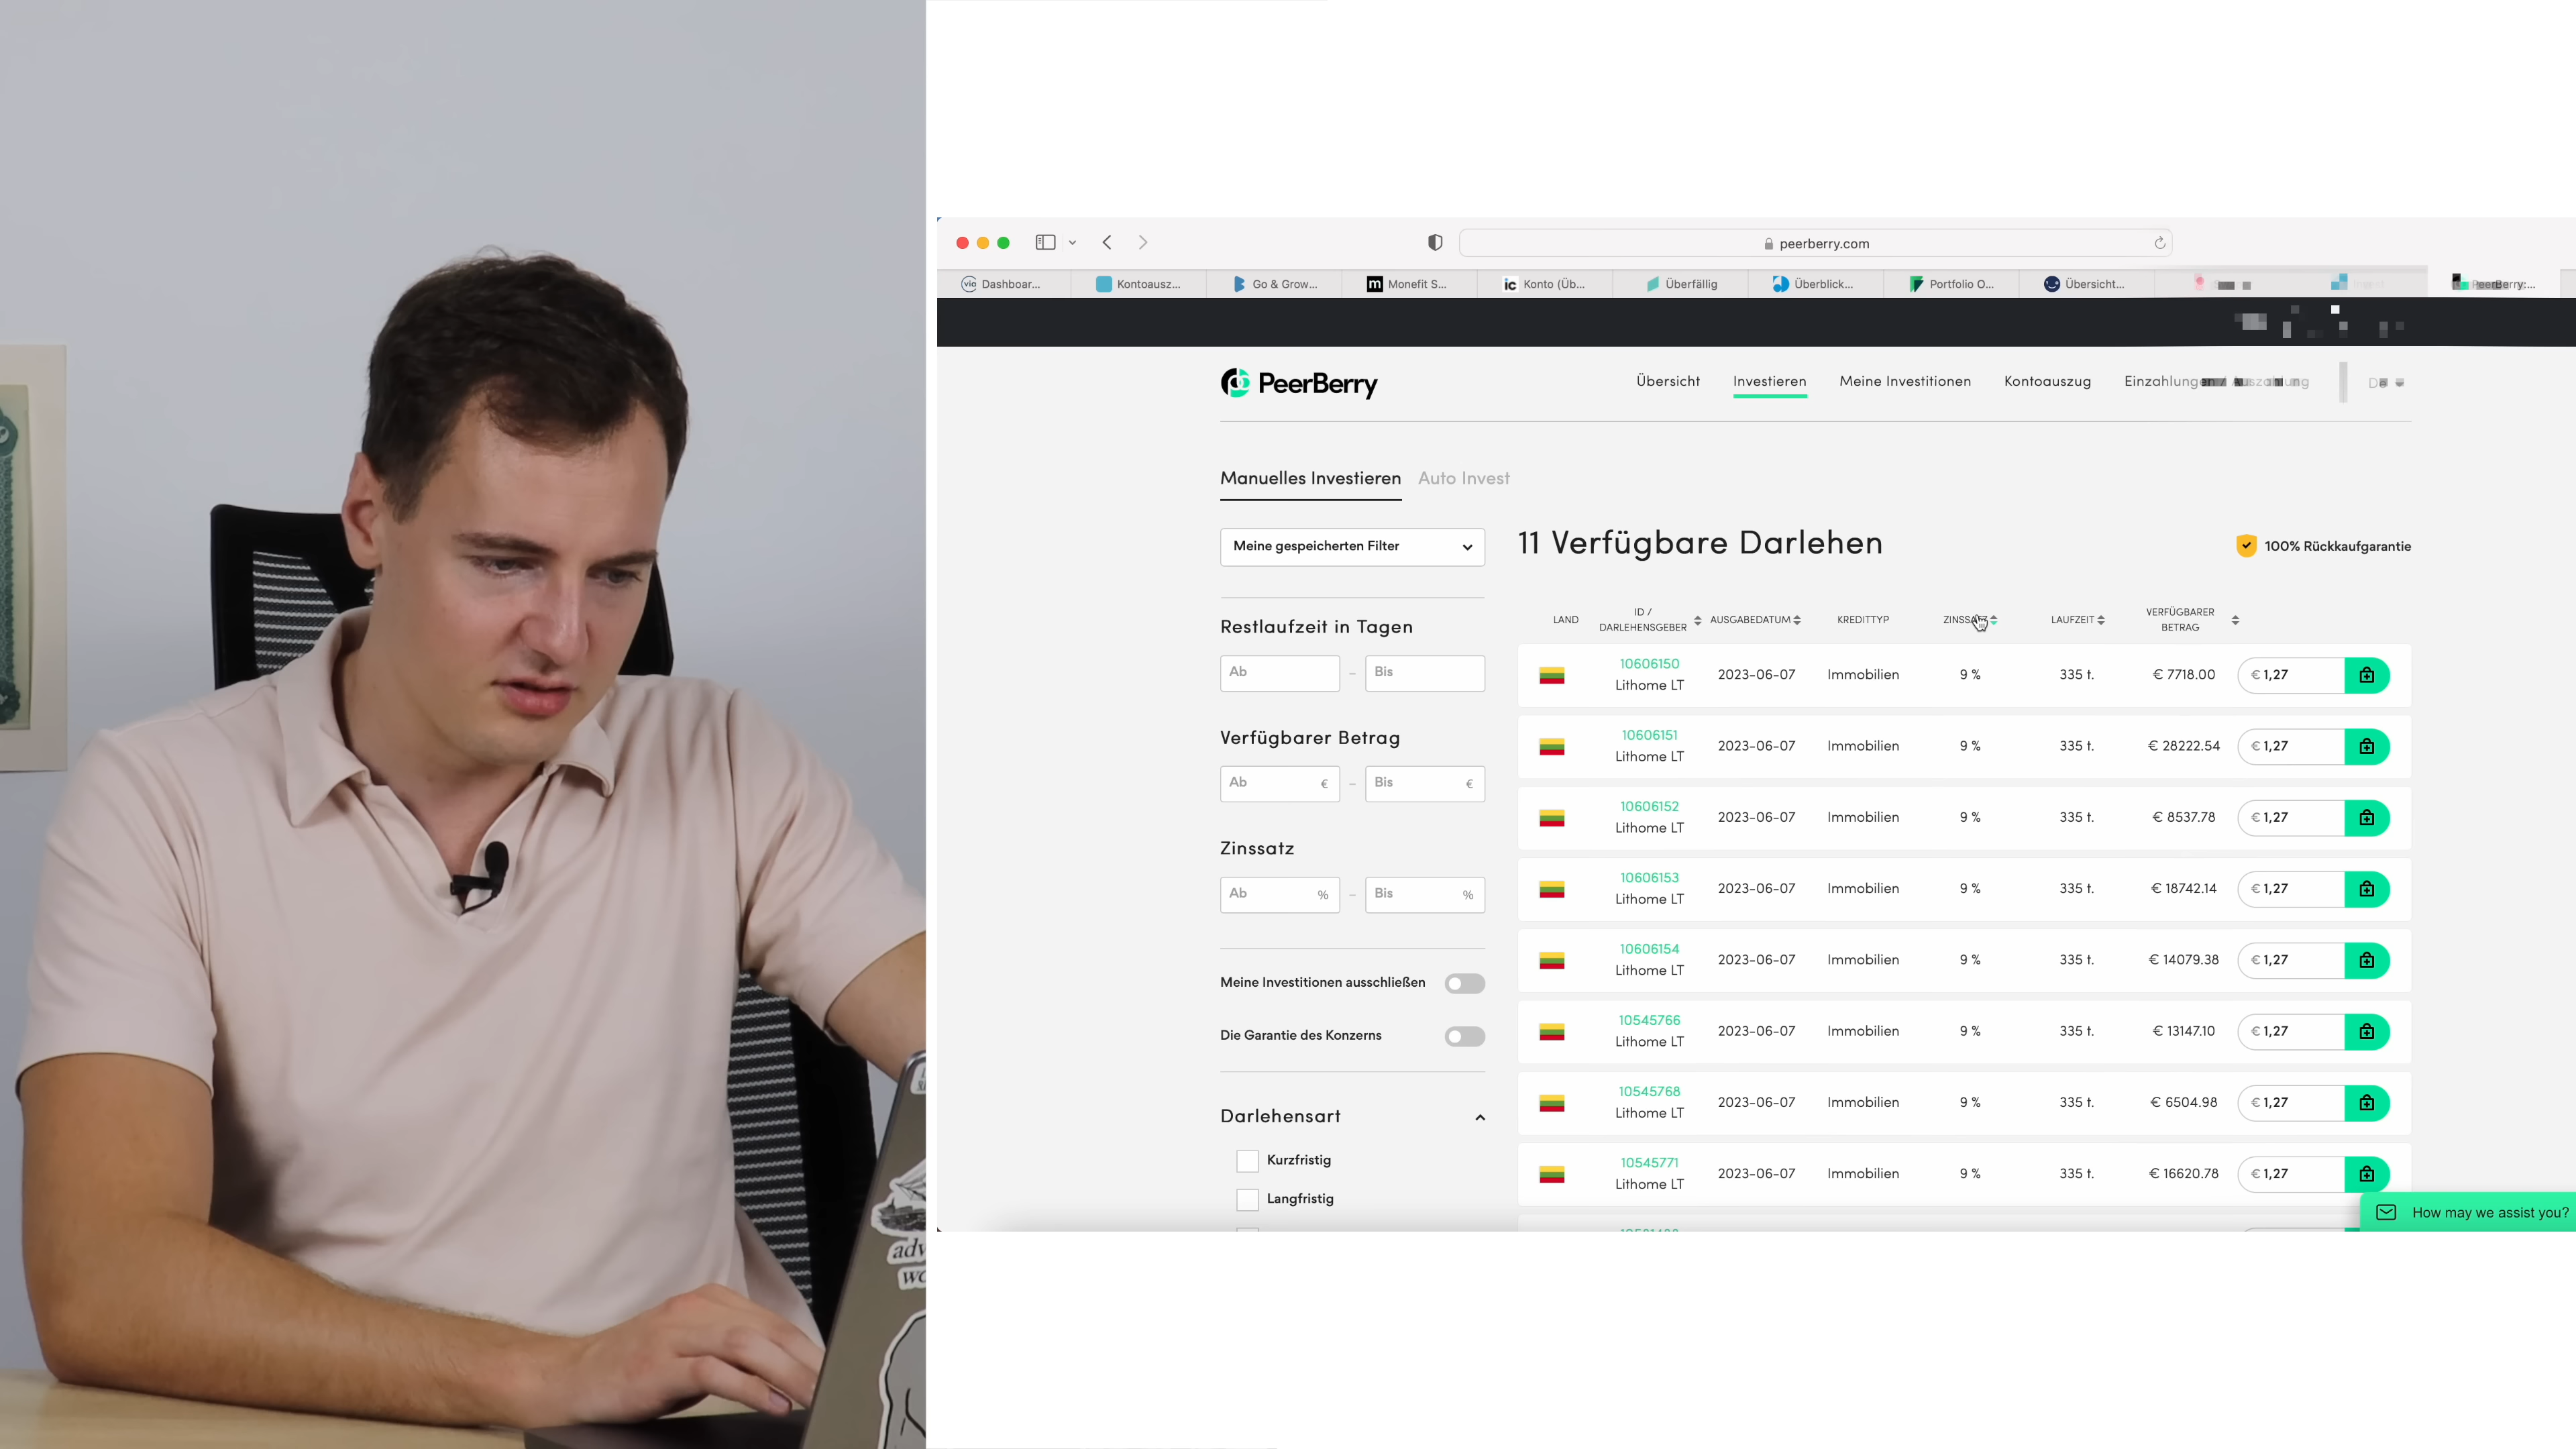 peerberry.com
Dashboar...
Kontoausz...
Go & Grow...
Monefit S...
Konto (Üb...
Überfällig
Überblick...
Portfolio O...
Übersicht...
PeerBerry:...
PeerBerry
Übersicht
Investieren
Meine Investitionen
Kontoauszug
Manuelles Investieren
Auto Invest
Meine gespeicherten Filter
11 Verfügbare Darlehen
100% Rückkaufgarantie
Restlaufzeit in Tagen
Ab – Bis
Verfügbarer Betrag
Ab € – Bis €
Zinssatz
Ab % – Bis %
Meine Investitionen ausschließen
Die Garantie des Konzerns
Darlehensart
Kurzfristig
Langfristig
LAND
ID /
DARLEHENSGEBER
AUSGABEDATUM
KREDITTYP
LAUFZEIT
VERFÜGBARER
BETRAG
10606150
Lithome LT 2023-06-07 Immobilien 9 % 335 t. € 7718.00 € 1,27
10606151
Lithome LT 2023-06-07 Immobilien 9 % 335 t. € 28222.54 € 1,27
10606152
Lithome LT 2023-06-07 Immobilien 9 % 335 t. € 8537.78 € 1,27
10606153
Lithome LT 2023-06-07 Immobilien 9 % 335 t. € 18742.14 € 1,27
10606154
Lithome LT 2023-06-07 Immobilien 9 % 335 t. € 14079.38 € 1,27
10545766
Lithome LT 2023-06-07 Immobilien 9 % 335 t. € 13147.10 € 1,27
10545768
Lithome LT 2023-06-07 Immobilien 9 % 335 t. € 6504.98 € 1,27
10545771
Lithome LT 2023-06-07 Immobilien 9 % 335 t. € 16620.78 € 1,27
How may we assist you?